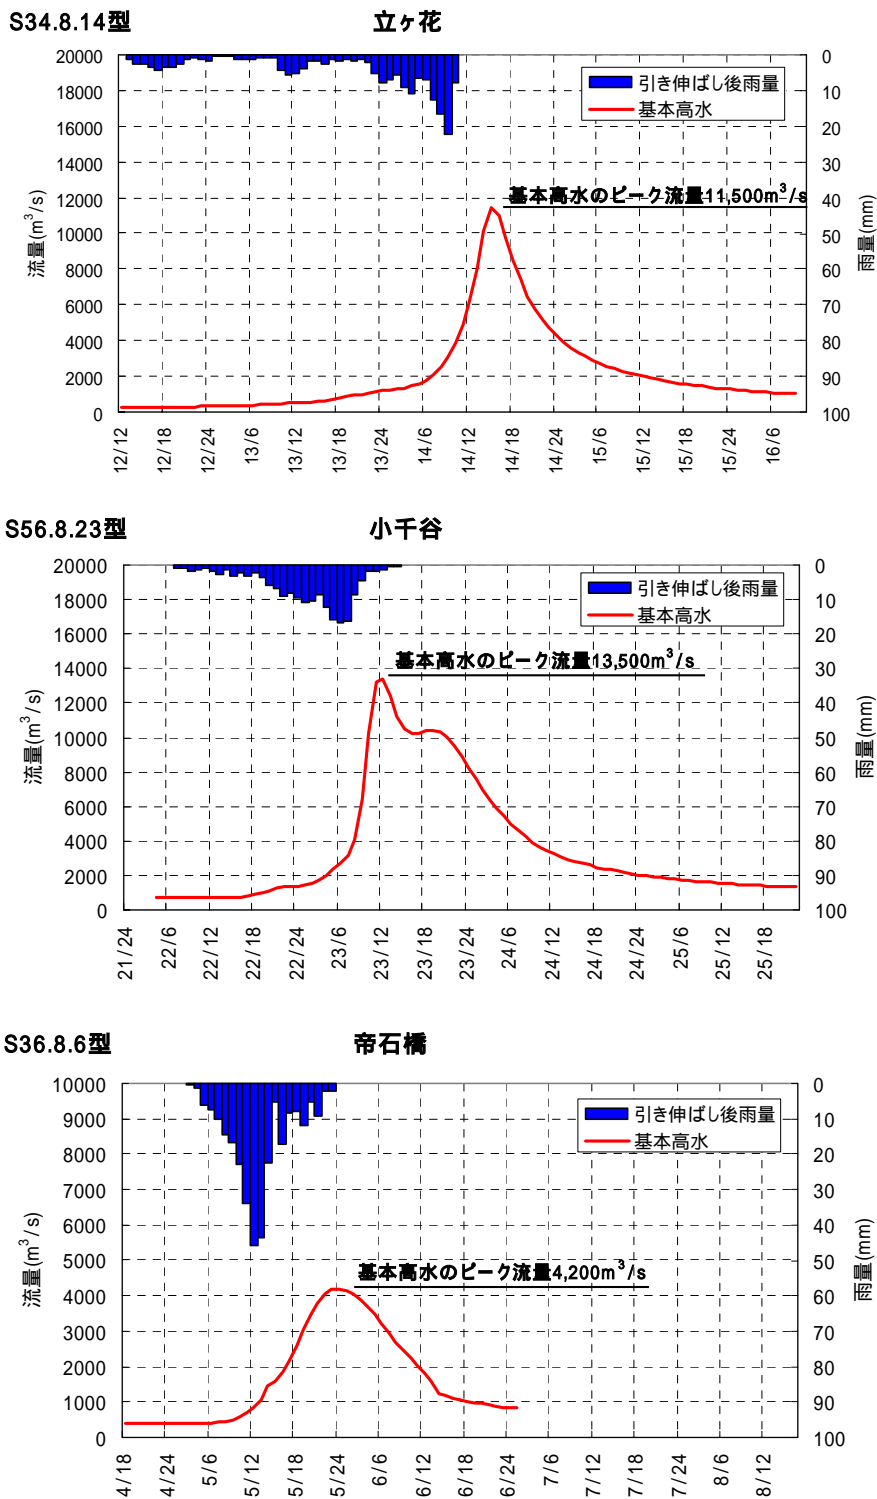 S34.8.14型 立ヶ花
20000 0
18000 10
16000 20
14000 30
12000 40
10000 50
8000 60
6000 70
4000 80
2000 90
0 100
引き伸ばし後雨量
基本高水
基本高水のピーク流量11,500m³/s
流量(m³/s)
雨量(mm)
12/12 12/18 12/24 13/6 13/12 13/18 13/24 14/6 14/12 14/18 14/24 15/6 15/12 15/18 15/24 16/6
S56.8.23型 小千谷
20000 0
18000 10
16000 20
14000 30
12000 40
10000 50
8000 60
6000 70
4000 80
2000 90
0 100
引き伸ばし後雨量
基本高水
基本高水のピーク流量13,500m³/s
流量(m³/s)
雨量(mm)
21/24 22/6 22/12 22/18 22/24 23/6 23/12 23/18 23/24 24/6 24/12 24/18 24/24 25/6 25/12 25/18
S36.8.6型 帝石橋
10000 0
9000 10
8000 20
7000 30
6000 40
5000 50
4000 60
3000 70
2000 80
1000 90
0 100
引き伸ばし後雨量
基本高水
基本高水のピーク流量4,200m³/s
流量(m³/s)
雨量(mm)
4/18 4/24 5/6 5/12 5/18 5/24 6/6 6/12 6/18 6/24 7/6 7/12 7/18 7/24 8/6 8/12